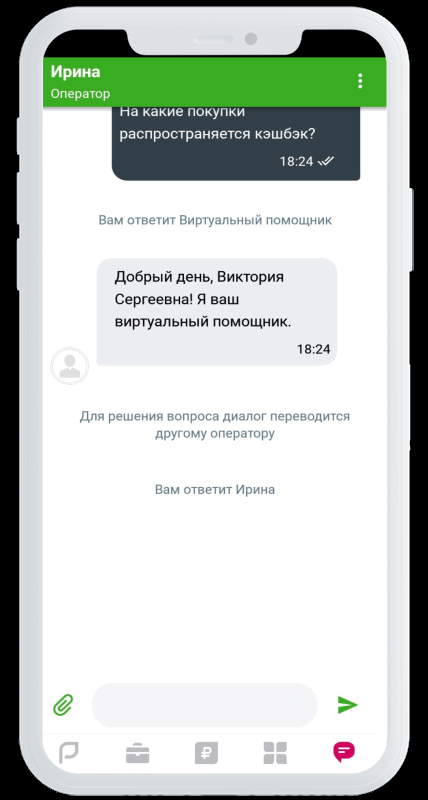 Ирина
Оператор
На какие покупки
распространяется кэшбэк?
18:24
Вам ответит Виртуальный помощник
Добрый день, Виктория
Сергеевна! Я ваш
виртуальный помощник.
18:24
Для решения вопроса диалог переводится
другому оператору
Вам ответит Ирина